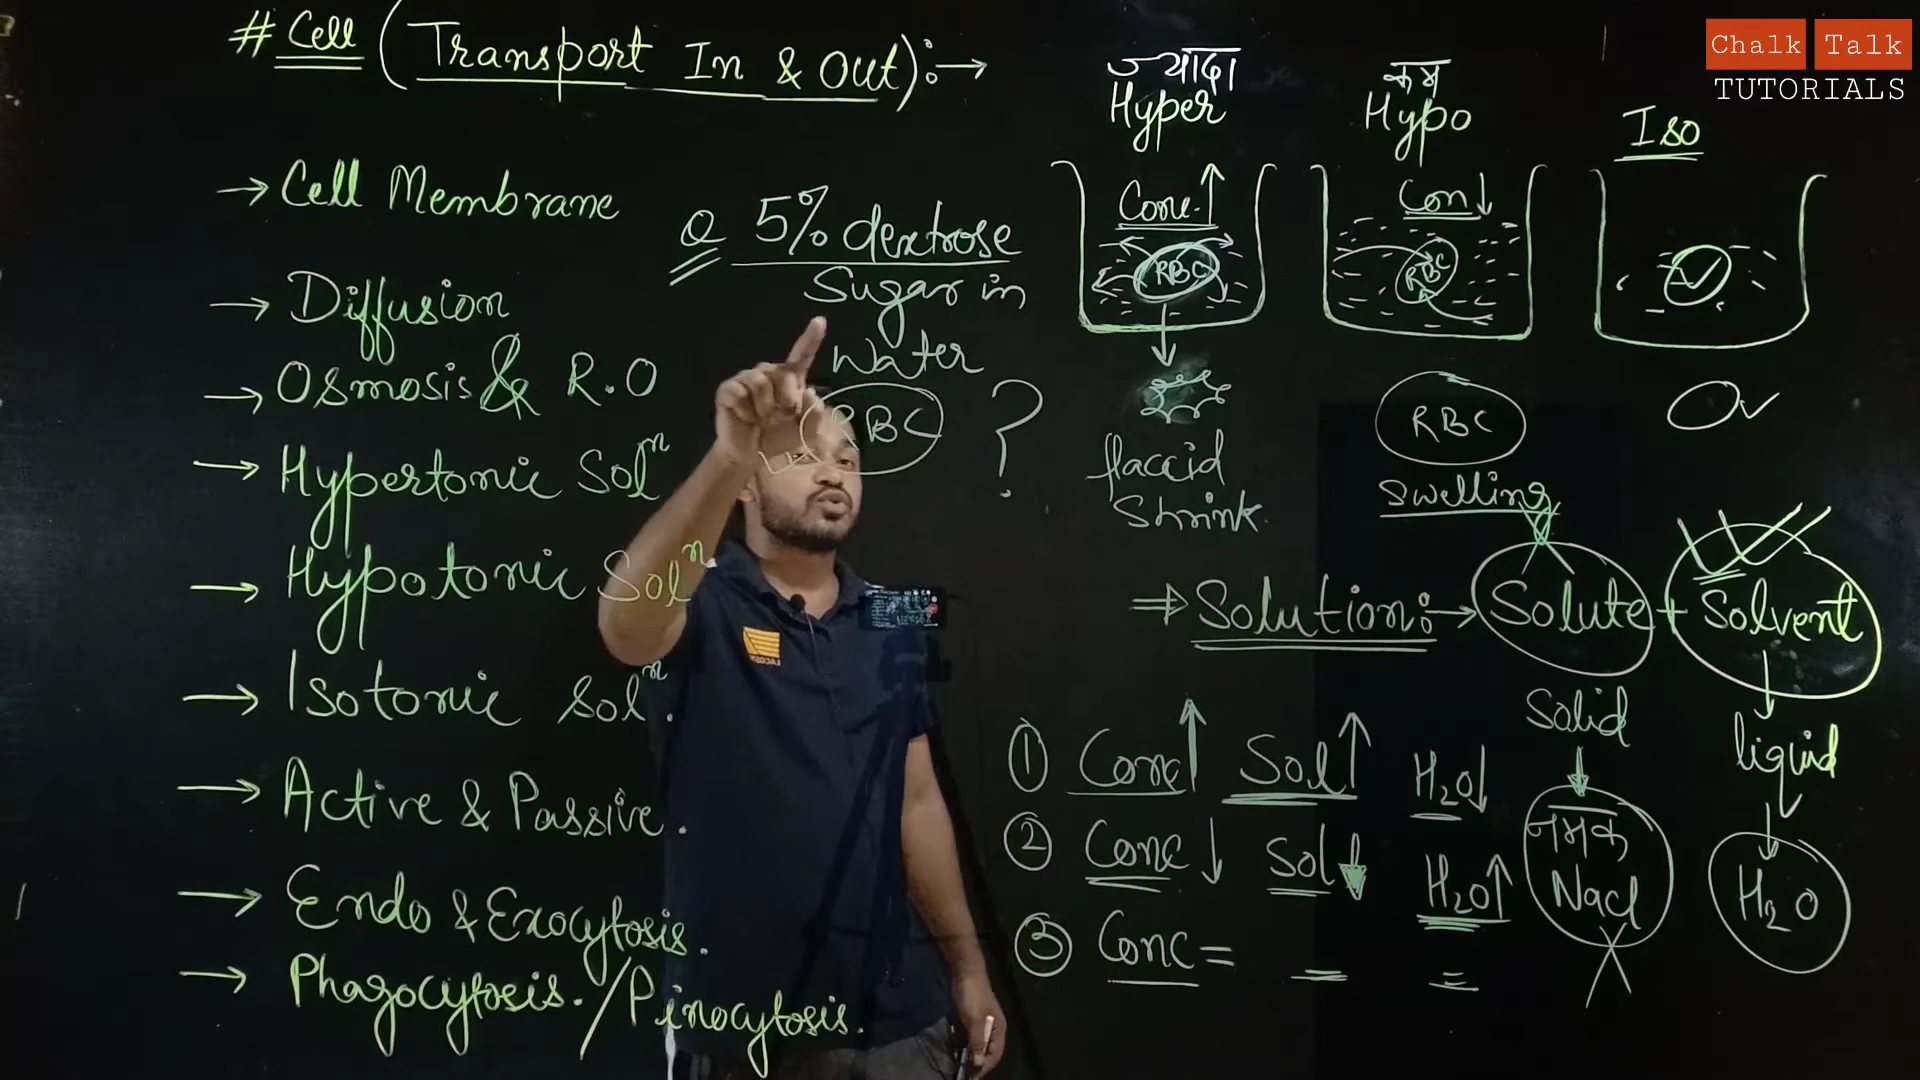 # Cell (Transport In & Out):→
→ Cell Membrane
→ Diffusion
→ Osmosis & R.O
→ Hypertonic Solⁿ
→ Hypotonic Solⁿ
→ Isotonic Solⁿ.
→ Active & Passive.
→ Endo & Exocytosis.
→ Phagocytosis. / Pinocytosis.
Q 5% dextrose
Sugar in
Water
RBC ?
ज्यादा
Hyper
Conc.↑
RBC
flaccid
Shrink.
कम
Hypo
Con↓
RBC
RBC
Swelling
Iso
⇒ Solution:→ Solute + Solvent
Solid
नमक
NaCl
liquid
H₂O
① Conc↑ Sol↑ H₂O↓
② Conc↓ Sol↓ H₂O↑
③ Conc = = =
Chalk Talk
TUTORIALS